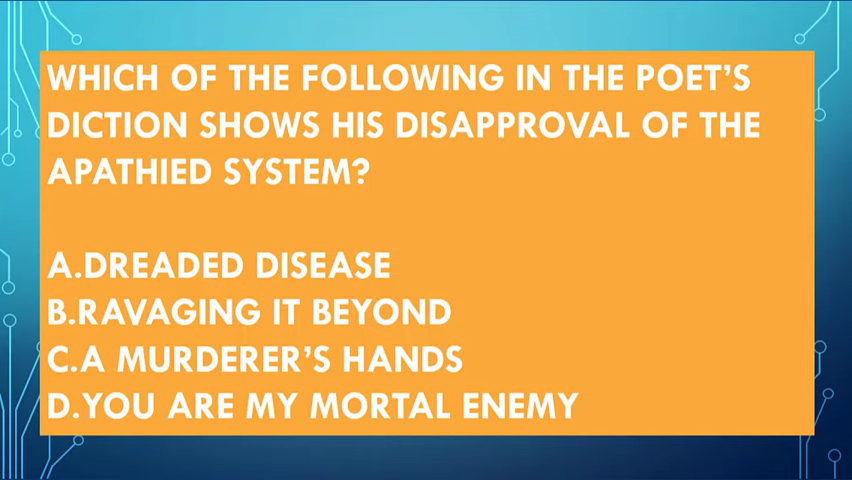 WHICH OF THE FOLLOWING IN THE POET'S
DICTION SHOWS HIS DISAPPROVAL OF THE
APATHIED SYSTEM?
A.DREADED DISEASE
B.RAVAGING IT BEYOND
C.A MURDERER'S HANDS
D.YOU ARE MY MORTAL ENEMY